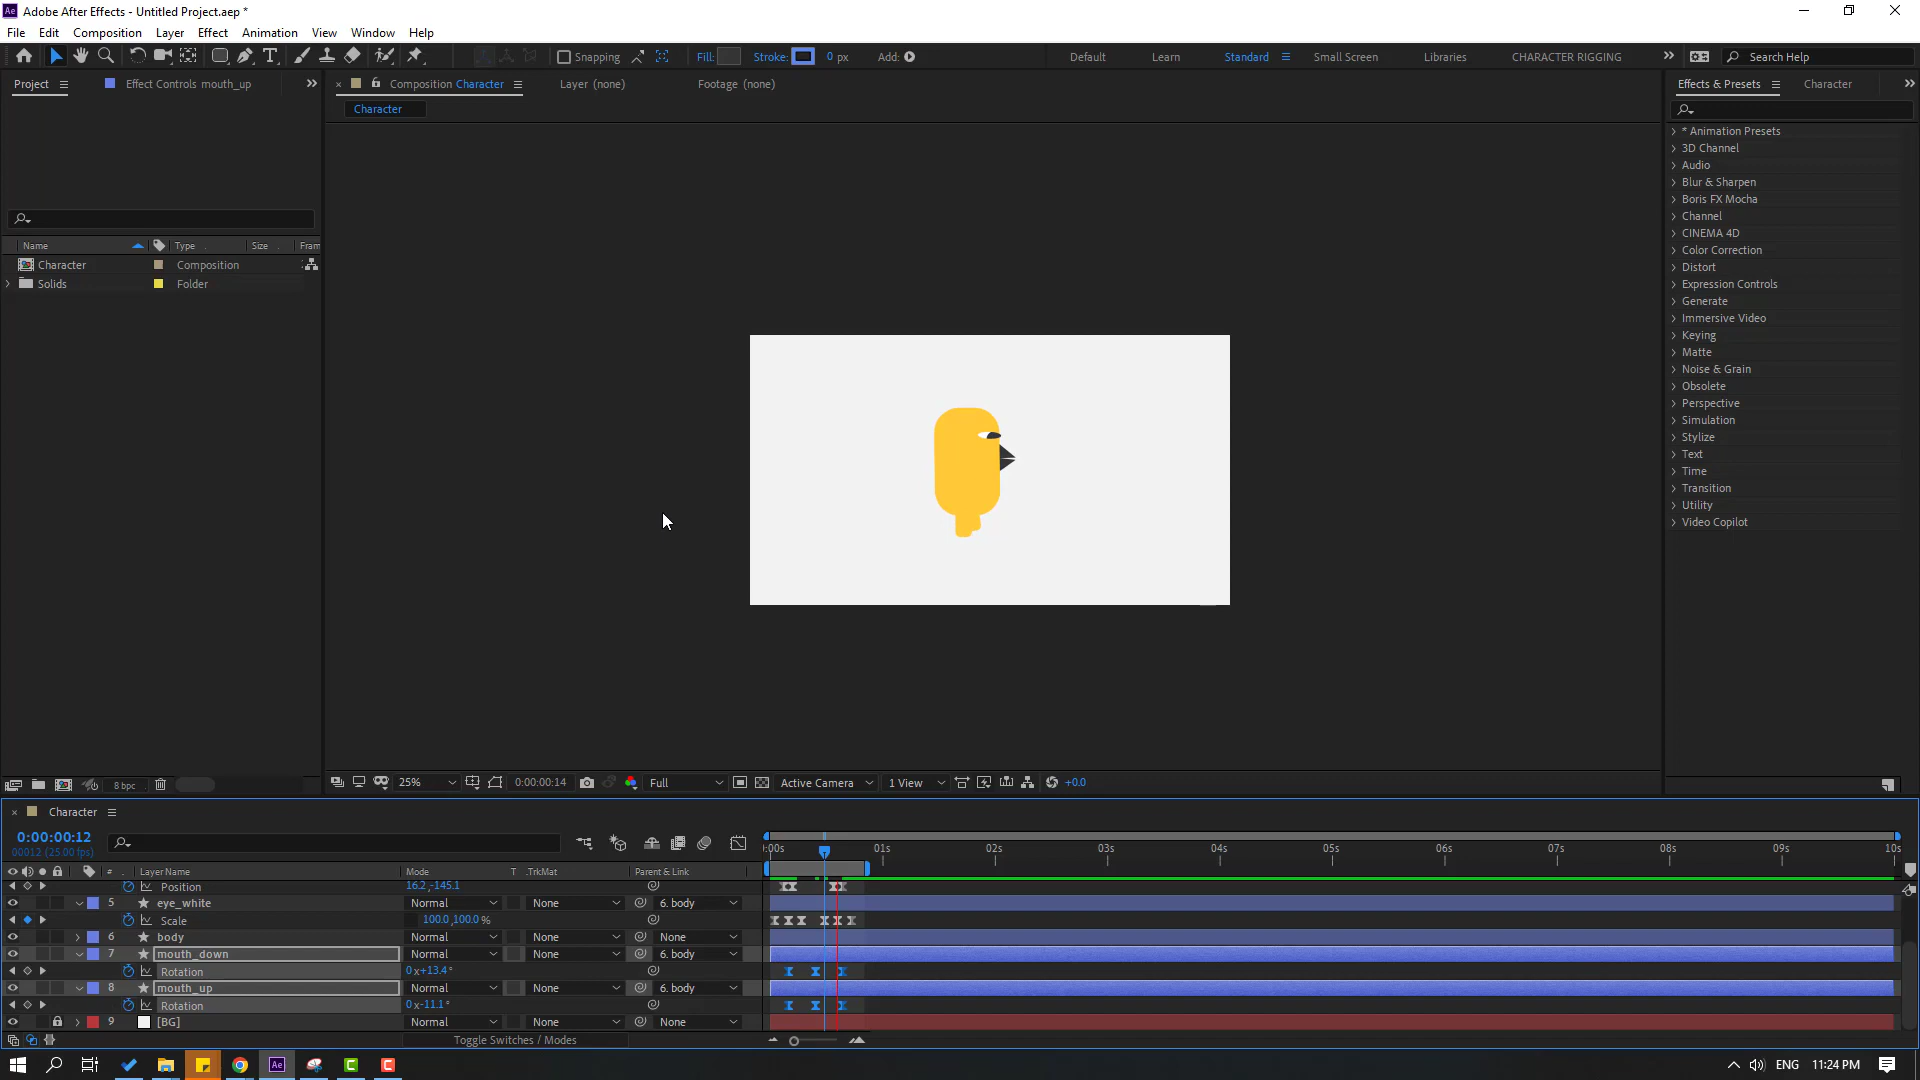 Adobe After Effects - Untitled Project.aep *
File Edit Composition Layer Effect Animation View Window Help
Snapping Fill: Stroke: 0 px Add: Default Learn Standard Small Screen Libraries CHARACTER RIGGING Search Help
Project Effect Controls mouth_up Composition Character Layer (none) Footage (none) Effects & Presets Character
Character
* Animation Presets
3D Channel
Audio
Blur & Sharpen
Boris FX Mocha
Channel
CINEMA 4D
Color Correction
Distort
Expression Controls
Generate
Immersive Video
Keying
Matte
Noise & Grain
Obsolete
Perspective
Simulation
Stylize
Text
Time
Transition
Utility
Video Copilot
Name Type Size Fram
Character Composition
Solids Folder
8 bpc 25% 0:00:00:14 Full Active Camera 1 View +0.0
Character
0:00:00:12
00012 (25.00 fps)
0:00s 01s 02s 03s 04s 05s 06s 07s 08s 09s 10s
# Layer Name Mode T .TrkMat Parent & Link
Position 16.2,-145.1
5 eye_white Normal None 6. body
Scale 100.0,100.0 %
6 body Normal None None
7 mouth_down Normal None 6. body
Rotation 0x+13.4°
8 mouth_up Normal None 6. body
Rotation 0x-11.1°
9 [BG] Normal None None
Toggle Switches / Modes
ENG 11:24 PM